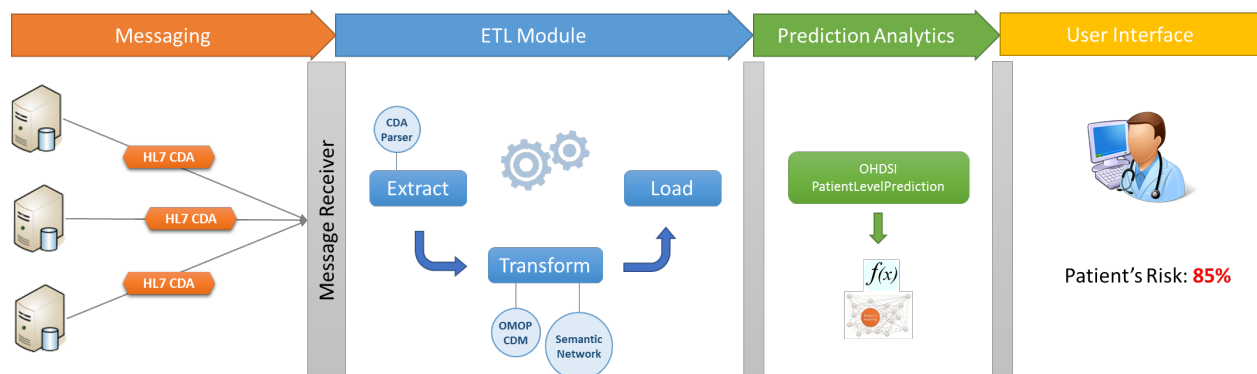 Messaging
ETL Module
Prediction Analytics
User Interface
HL7 CDA
HL7 CDA
HL7 CDA
Message Receiver
CDA
Parser
Extract
Transform
Load
OMOP
CDM
Semantic
Network
OHDSI
PatientLevelPrediction
f(x)
Patient's Risk: 85%